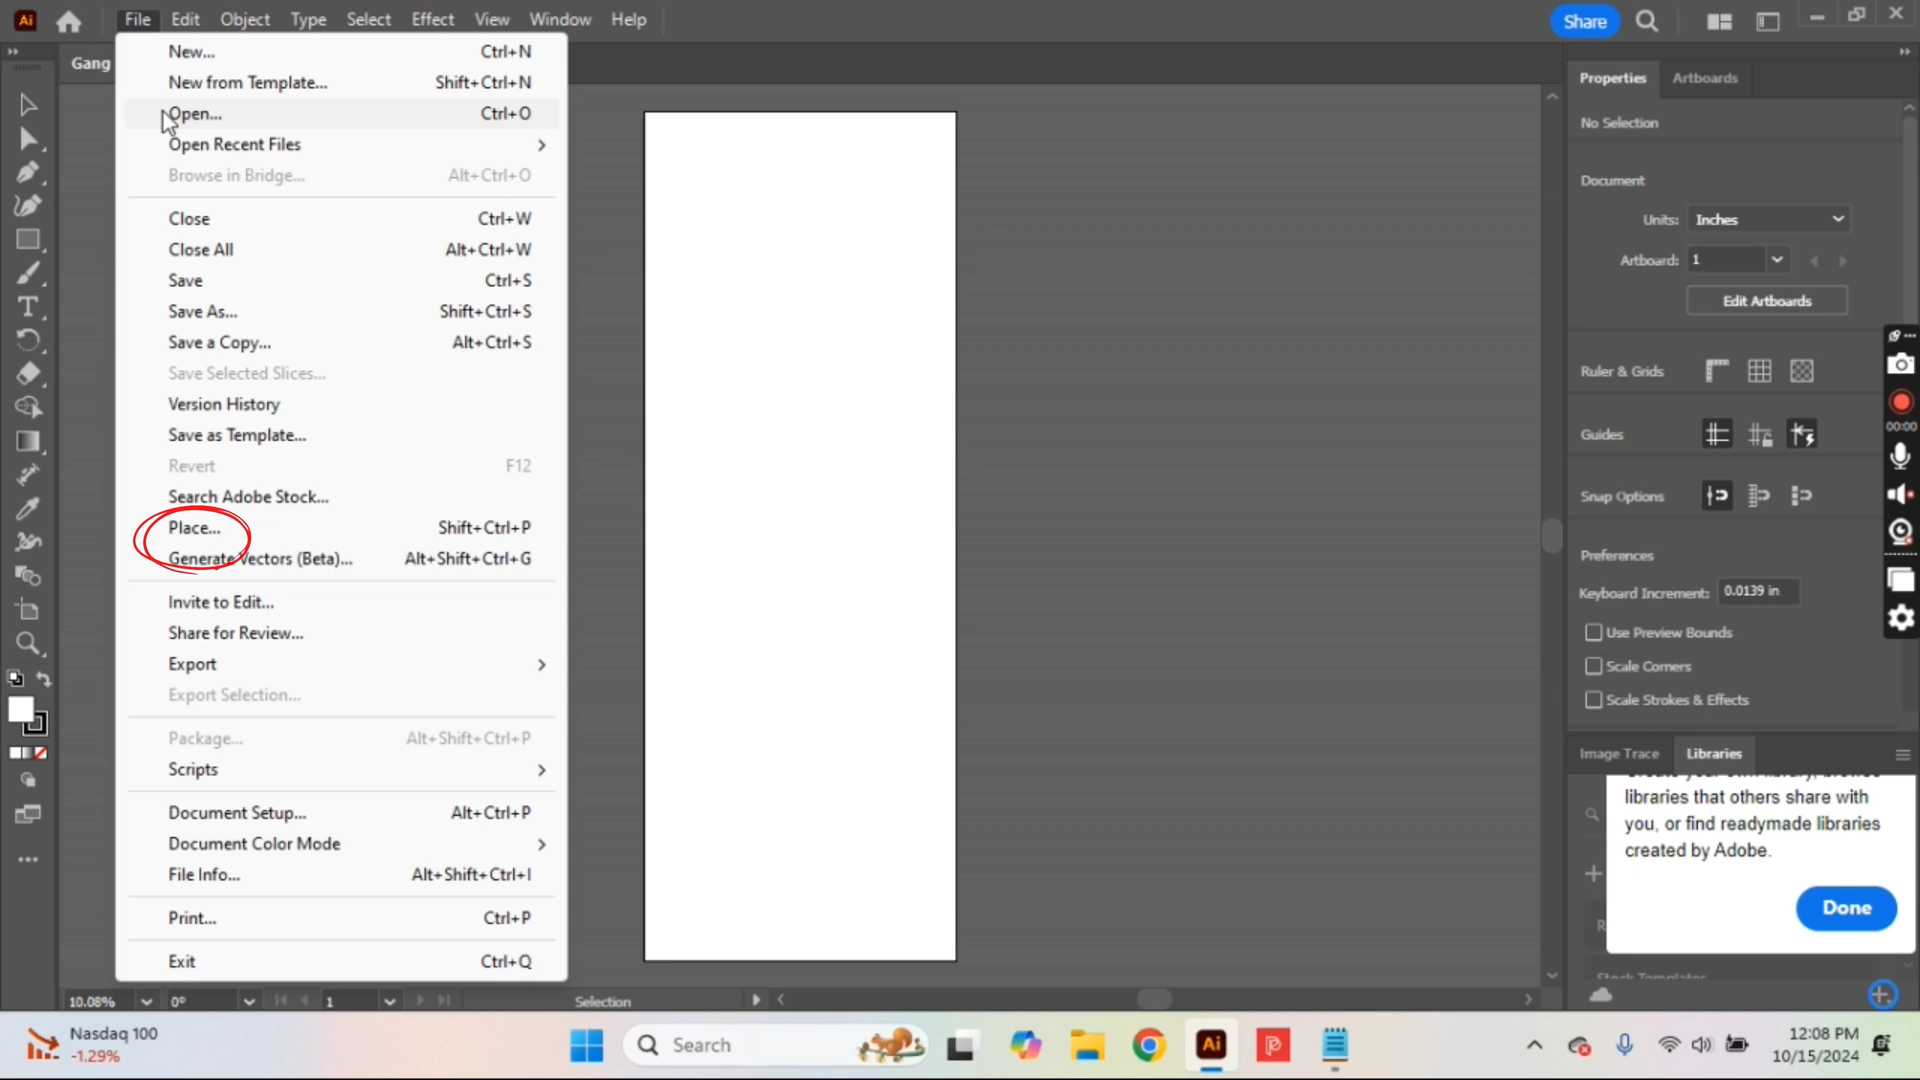 Ai File Edit Object Type Select Effect View Window Help Share
Gang
New... Ctrl+N
New from Template... Shift+Ctrl+N
Open... Ctrl+O
Open Recent Files
Browse in Bridge... Alt+Ctrl+O
Close Ctrl+W
Close All Alt+Ctrl+W
Save Ctrl+S
Save As... Shift+Ctrl+S
Save a Copy... Alt+Ctrl+S
Save Selected Slices...
Version History
Save as Template...
Revert F12
Search Adobe Stock...
Place... Shift+Ctrl+P
Generate Vectors (Beta)... Alt+Shift+Ctrl+G
Invite to Edit...
Share for Review...
Export
Export Selection...
Package... Alt+Shift+Ctrl+P
Scripts
Document Setup... Alt+Ctrl+P
Document Color Mode
File Info... Alt+Shift+Ctrl+I
Print... Ctrl+P
Exit Ctrl+Q
Properties Artboards
No Selection
Document
Units: Inches
Artboard: 1
Edit Artboards
Ruler & Grids
Guides
Snap Options
Preferences
Keyboard Increment: 0.0139 in
Use Preview Bounds
Scale Corners
Scale Strokes & Effects
00:00
Image Trace Libraries
libraries that others share with
you, or find readymade libraries
created by Adobe.
Done
10.08% 0° 1 Selection
Nasdaq 100
-1.29%
Search
Ai
12:08 PM
10/15/2024